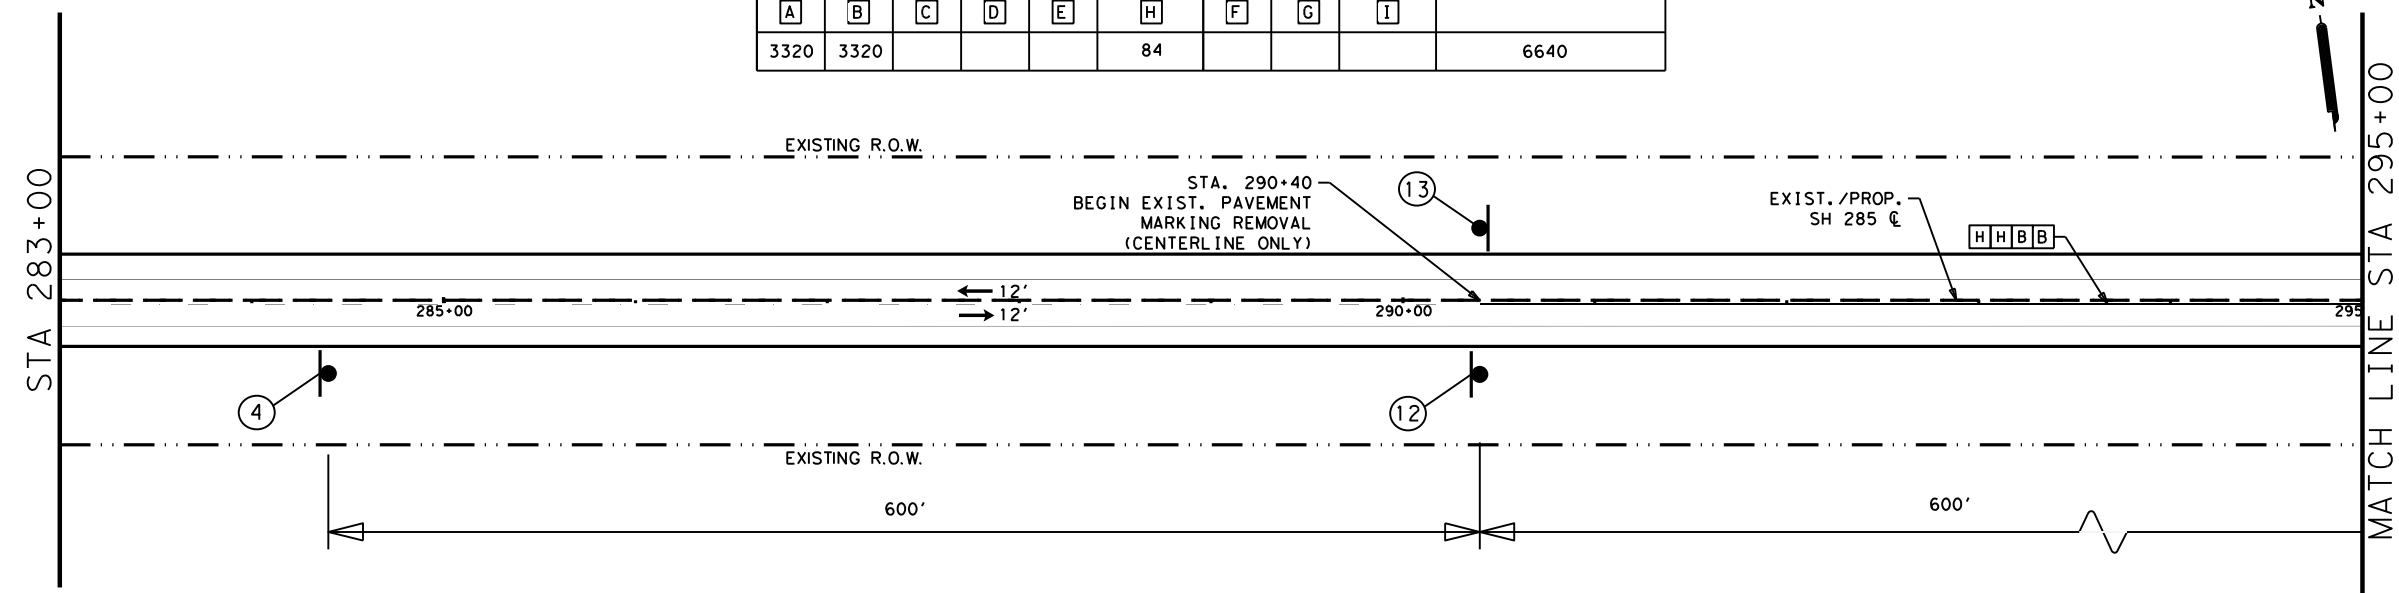 A B C D E H F G I
3320 3320 84 6640
EXISTING R.O.W.
STA. 290+40
BEGIN EXIST. PAVEMENT
MARKING REMOVAL
(CENTERLINE ONLY)
13
EXIST./PROP.
SH 285 ℄
H H B B
12'
12'
285+00
290+00
295
4
12
EXISTING R.O.W.
600'
600'
STA 283+00
MATCH LINE STA 295+00